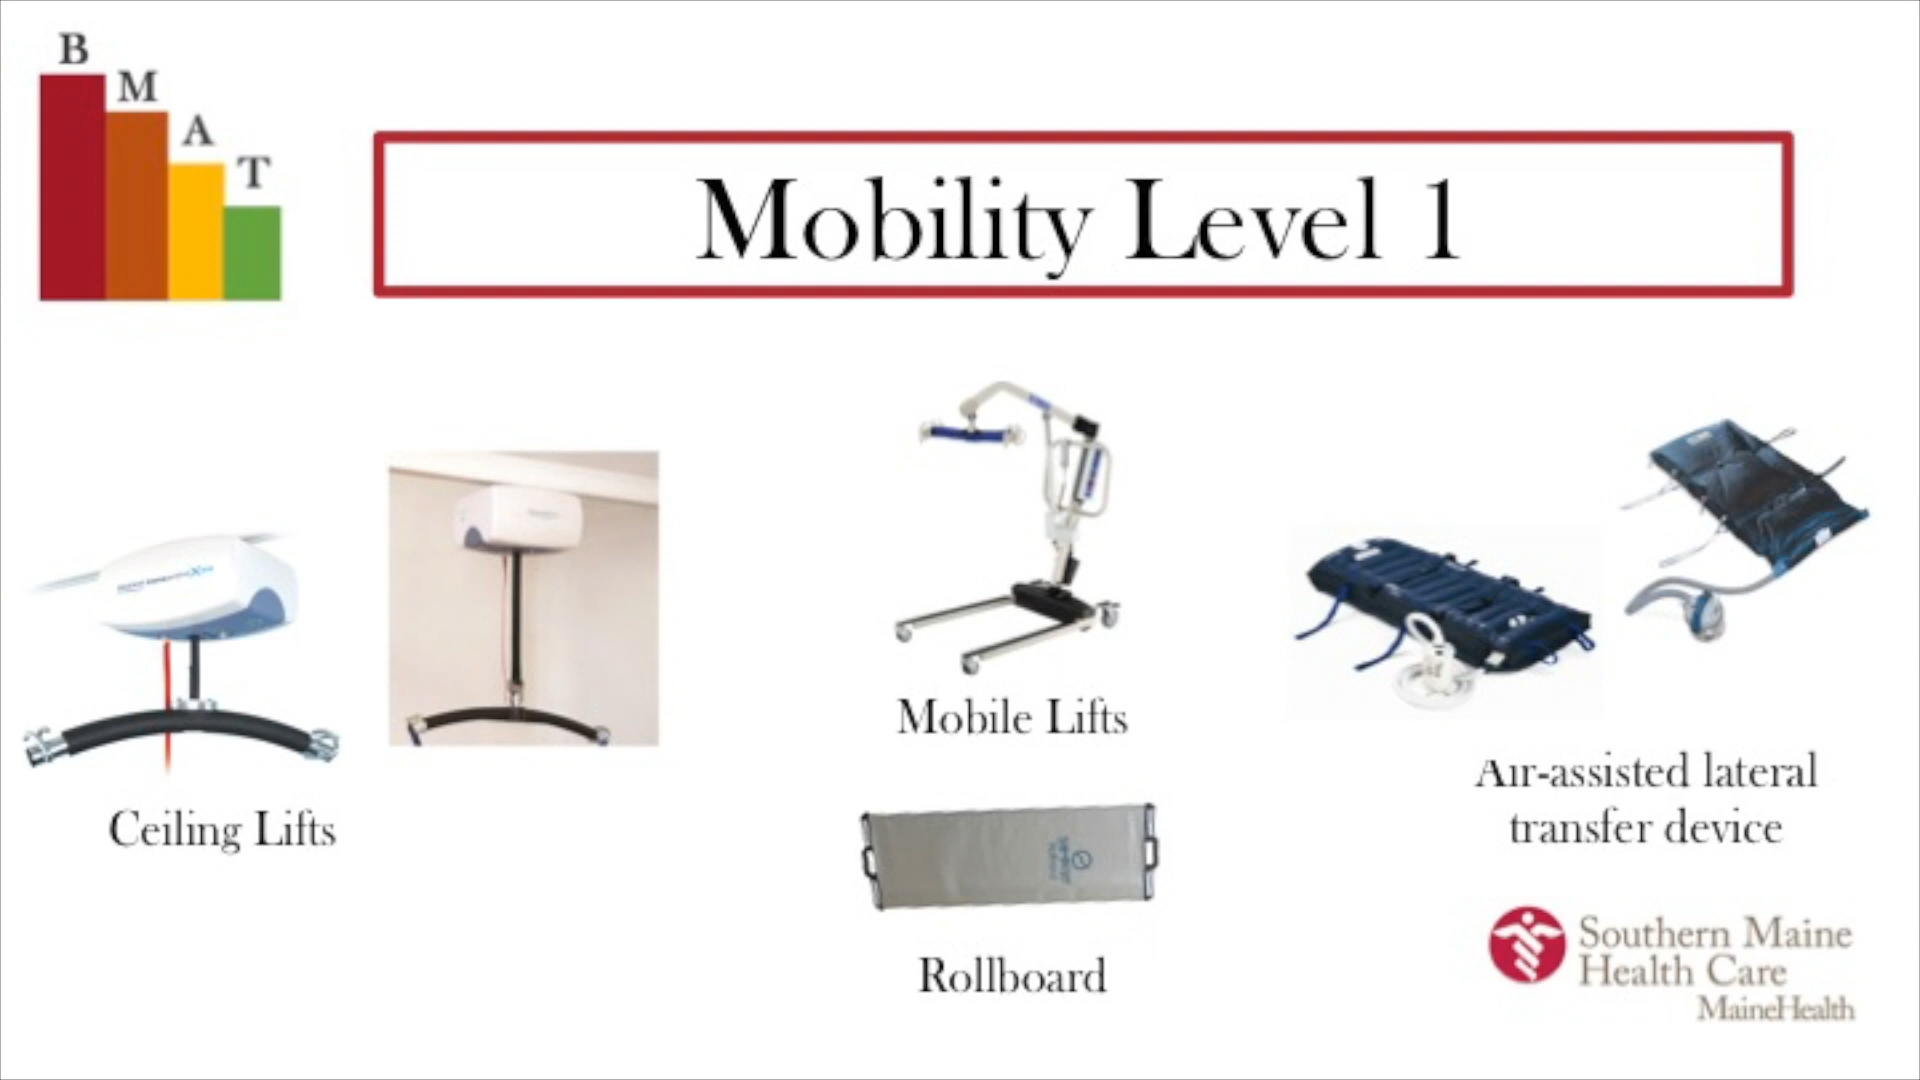 B
M
A
T
Mobility Level 1
Mobile Lifts
Air-assisted lateral
transfer device
Ceiling Lifts
Rollboard
Southern Maine
Health Care
MaineHealth